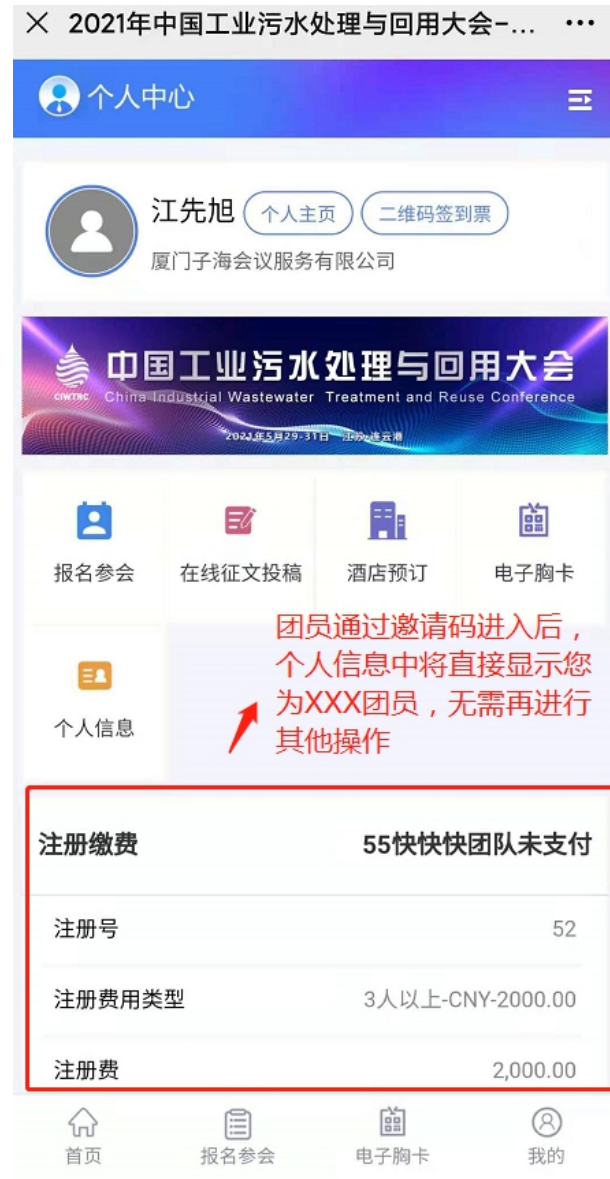 2021年中国工业污水处理与回用大会-...
个人中心
江先旭 个人主页 二维码签到票
厦门子海会议服务有限公司
中国工业污水处理与回用大会
CIWTRC China Industrial Wastewater Treatment and Reuse Conference
2021年5月29-31日 江苏·连云港
报名参会 在线征文投稿 酒店预订 电子胸卡
团员通过邀请码进入后，
个人信息中将直接显示您
为XXX团员，无需再进行
其他操作
个人信息
注册缴费 55快快快团队未支付
注册号 52
注册费用类型 3人以上-CNY-2000.00
注册费 2,000.00
首页 报名参会 电子胸卡 我的